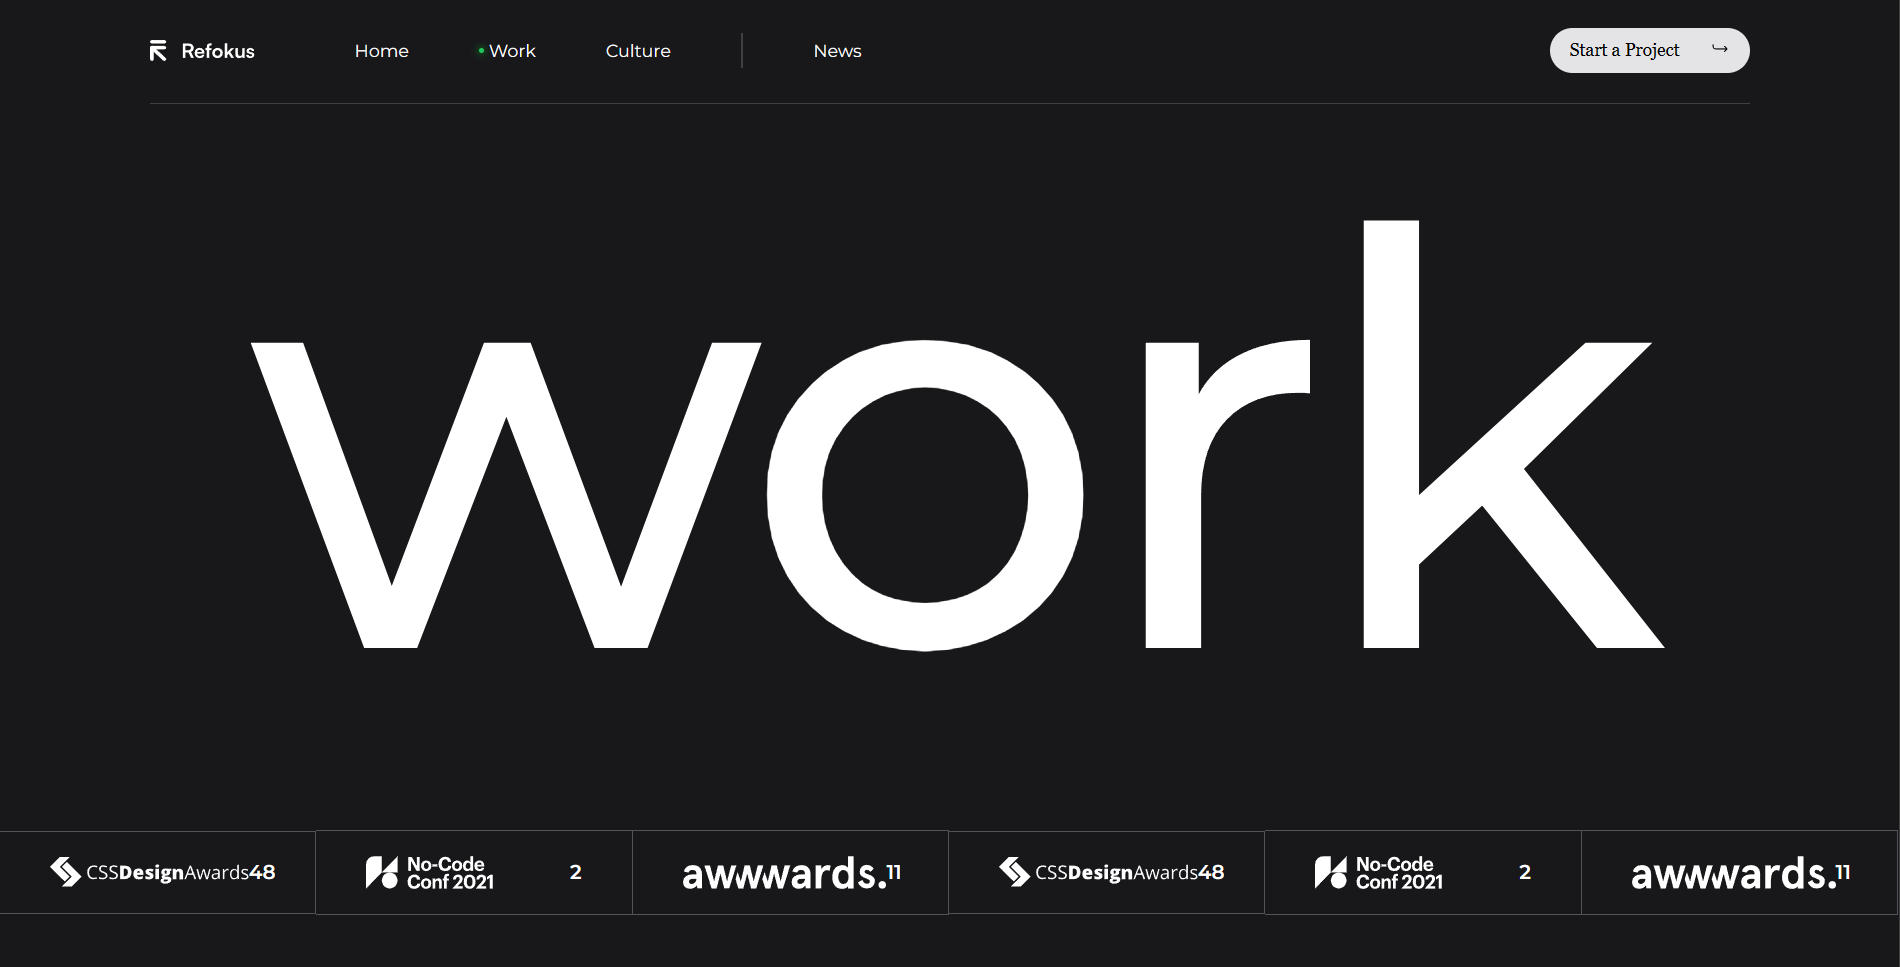 Refokus Home Work Culture News Start a Project
work
CSSDesignAwards48 No-Code Conf 2021 2 awwwards.11 CSSDesignAwards48 No-Code Conf 2021 2 awwwards.11